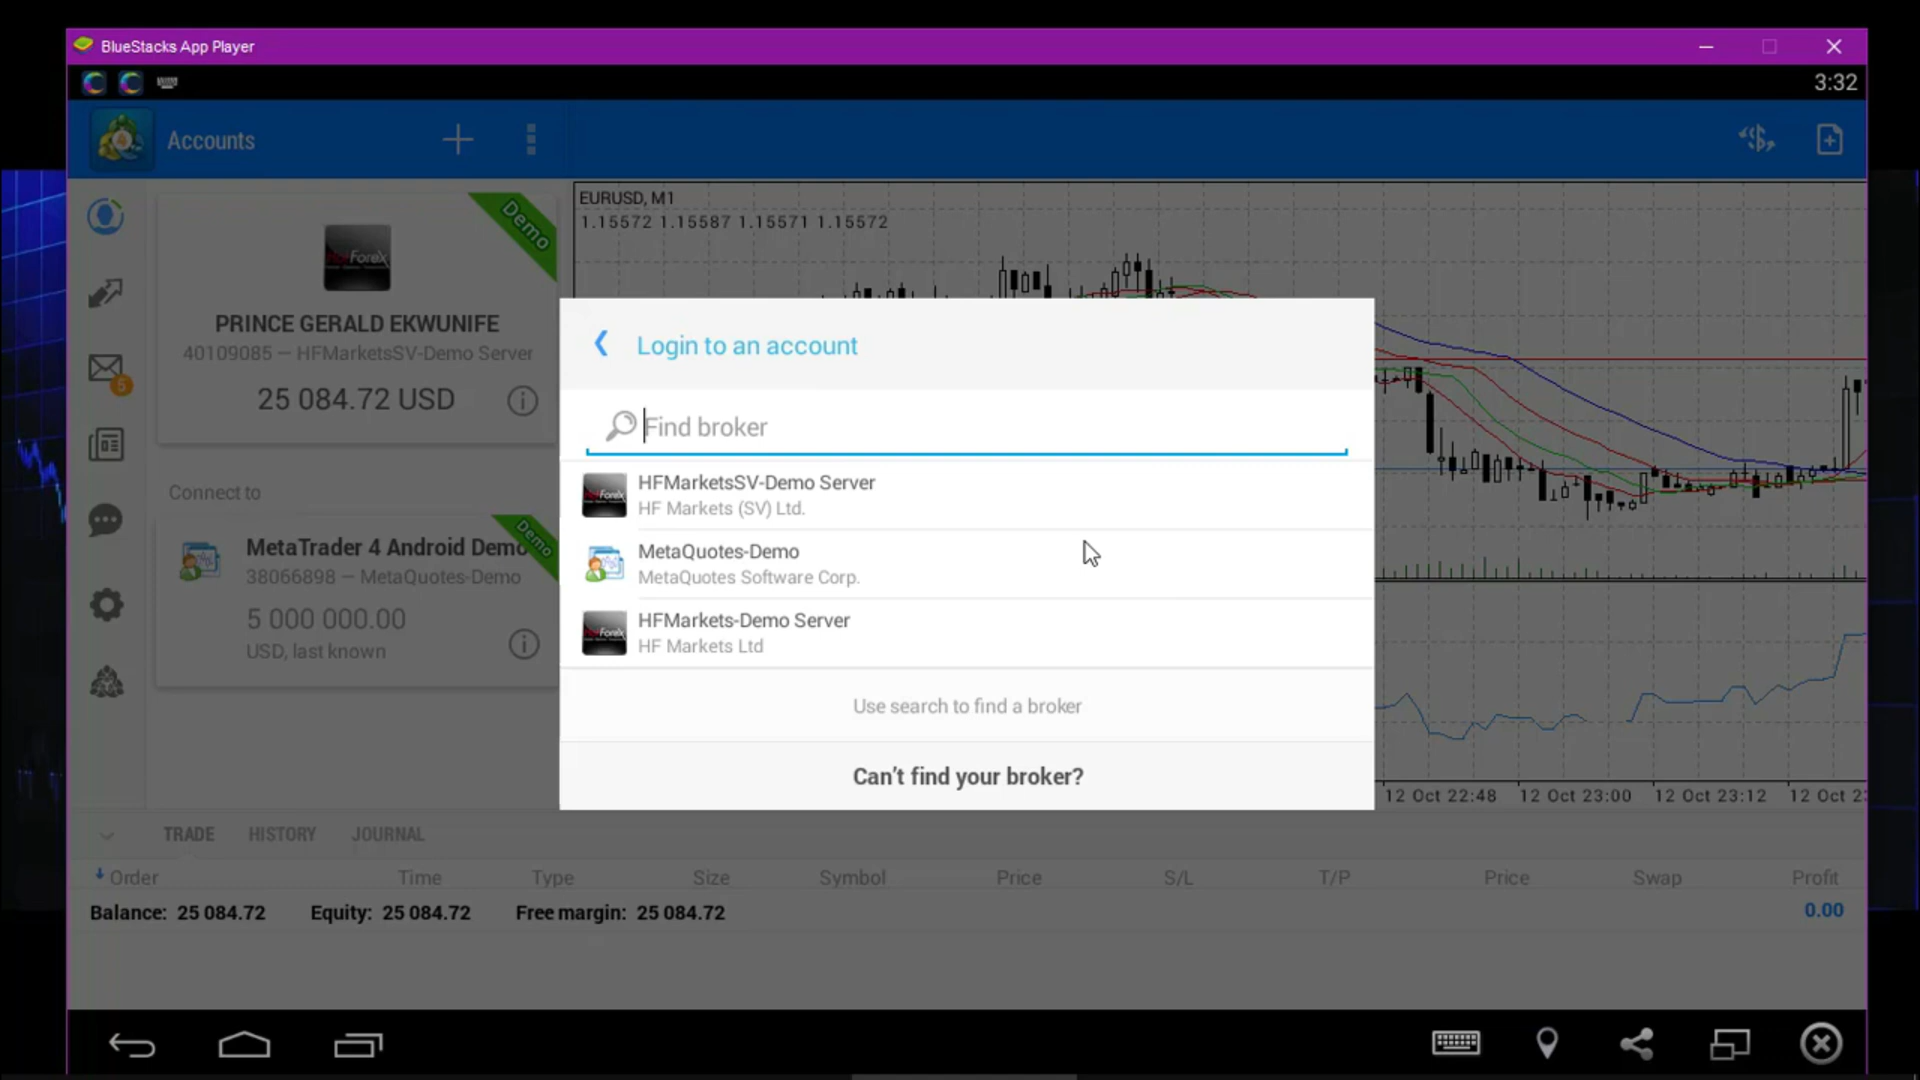 BlueStacks App Player
3:32
Accounts
EURUSD, M1
1.15572 1.15587 1.15571 1.15572
Demo
PRINCE GERALD EKWUNIFE
40109085 — HFMarketsSV-Demo Server
25 084.72 USD
5
Connect to
Demo
MetaTrader 4 Android Demo
38066898 — MetaQuotes-Demo
5 000 000.00
USD, last known
Login to an account
Find broker
HFMarketsSV-Demo Server
HF Markets (SV) Ltd.
MetaQuotes-Demo
MetaQuotes Software Corp.
HFMarkets-Demo Server
HF Markets Ltd
Use search to find a broker
Can't find your broker?
12 Oct 22:48 12 Oct 23:00 12 Oct 23:12 12 Oct
TRADE HISTORY JOURNAL
Order Time Type Size Symbol Price S/L T/P Price Swap Profit
Balance: 25 084.72 Equity: 25 084.72 Free margin: 25 084.72 0.00